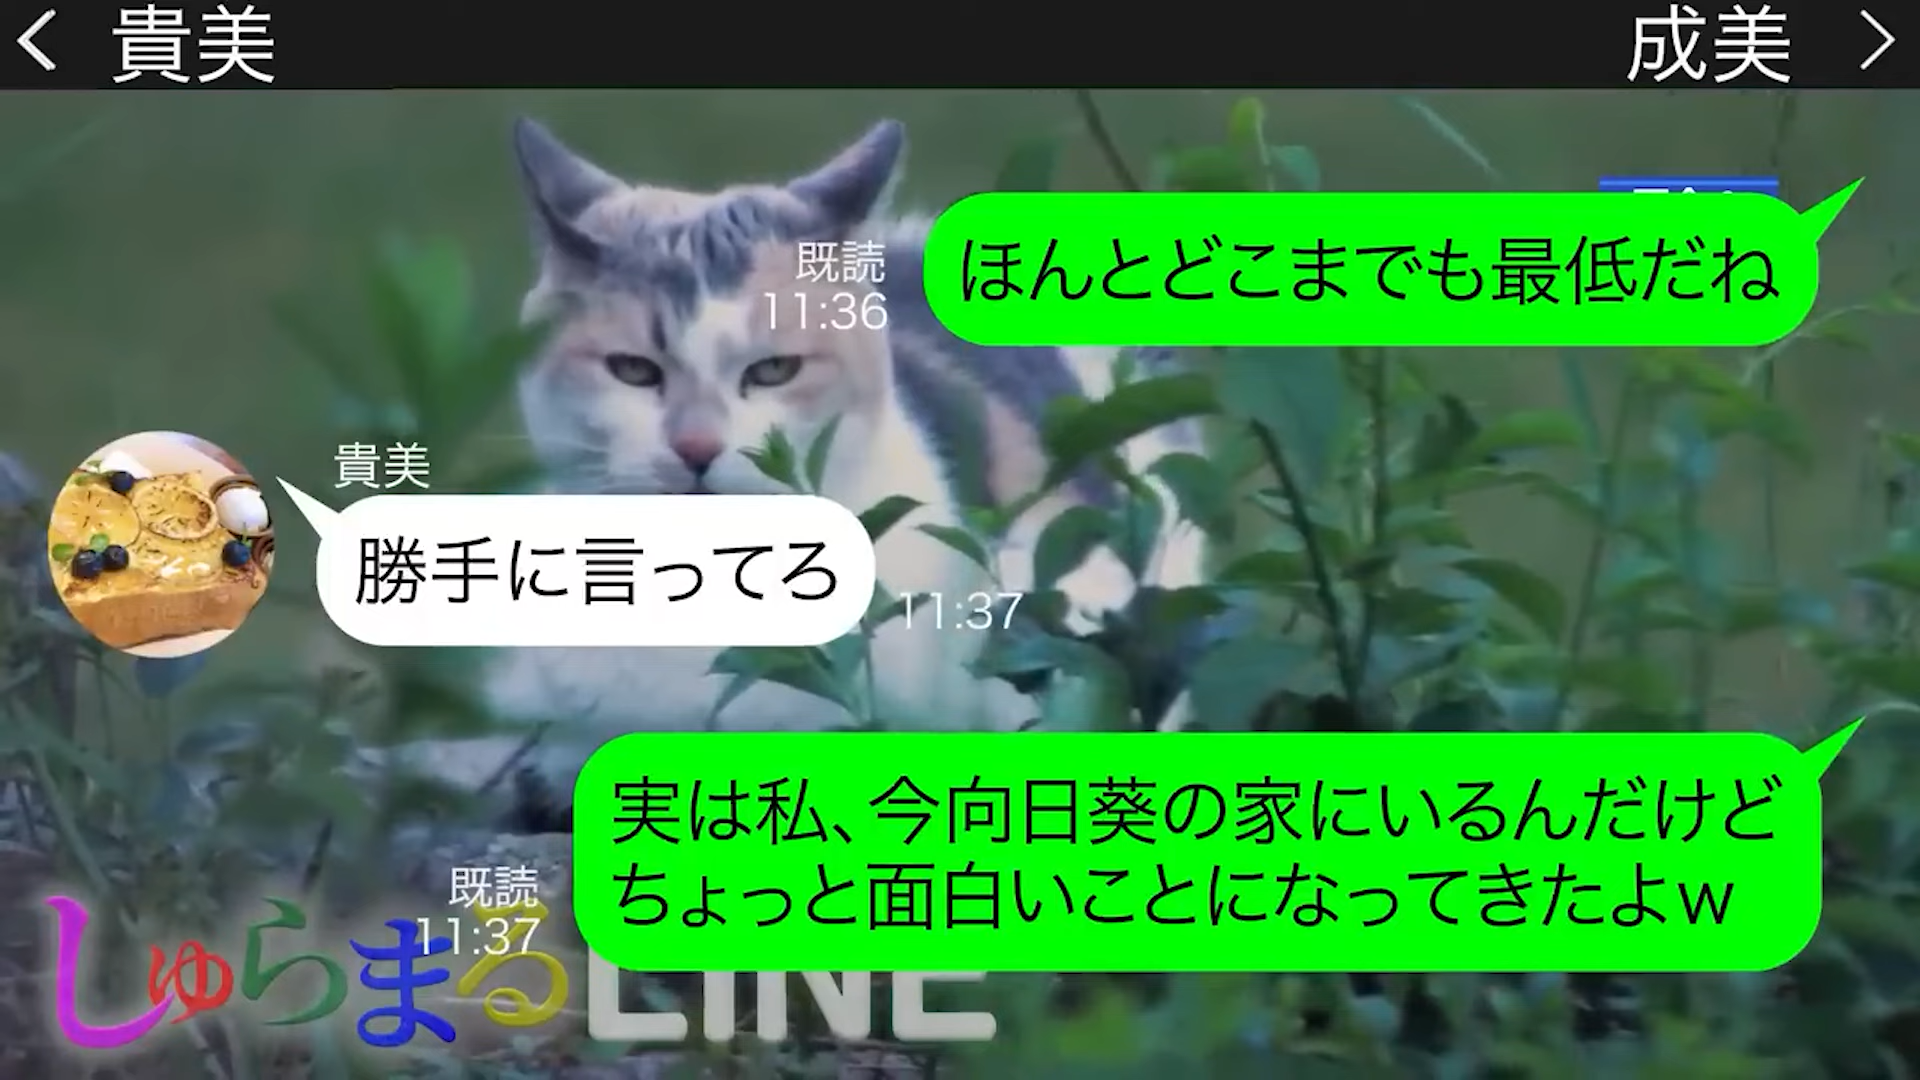 貴美
成美
ほんとどこまでも最低だね
既読
11:36
貴美
勝手に言ってろ
11:37
実は私、今向日葵の家にいるんだけど
ちょっと面白いことになってきたよw
既読
11:37
しゅらまるLINE